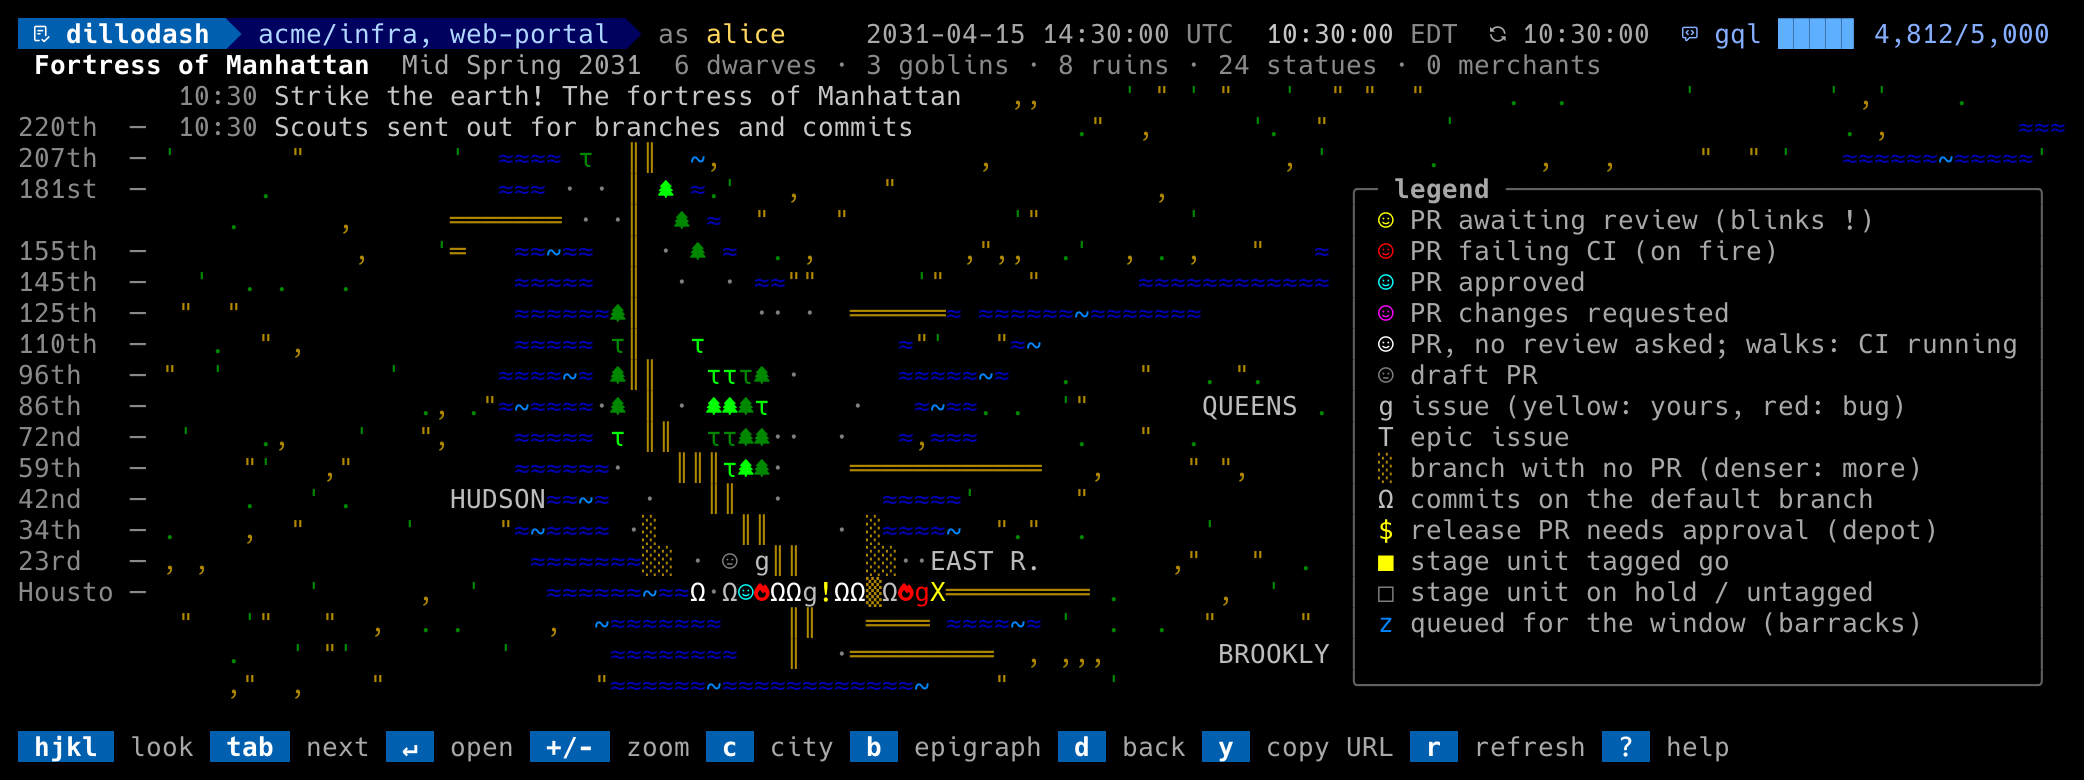 dillodash acme/infra, web-portal as alice 2031-04-15 14:30:00 UTC 10:30:00 EDT 10:30:00 gql 4,812/5,000
Fortress of Manhattan Mid Spring 2031 6 dwarves · 3 goblins · 8 ruins · 24 statues · 0 merchants
10:30 Strike the earth! The fortress of Manhattan
220th — 10:30 Scouts sent out for branches and commits
207th —
181st — legend
☺ PR awaiting review (blinks !)
155th — ☺ PR failing CI (on fire)
145th — ☺ PR approved
125th — ☺ PR changes requested
110th — ☺ PR, no review asked; walks: CI running
96th — ☺ draft PR
86th — QUEENS g issue (yellow: yours, red: bug)
72nd — T epic issue
59th — ░ branch with no PR (denser: more)
42nd — HUDSON Ω commits on the default branch
34th — $ release PR needs approval (depot)
23rd — g EAST R. ■ stage unit tagged go
Housto — Ω·Ω☺ΩΩg!ΩΩ▒ΩgX □ stage unit on hold / untagged
z queued for the window (barracks)
BROOKLY
hjkl look tab next ↵ open +/- zoom c city b epigraph d back y copy URL r refresh ? help